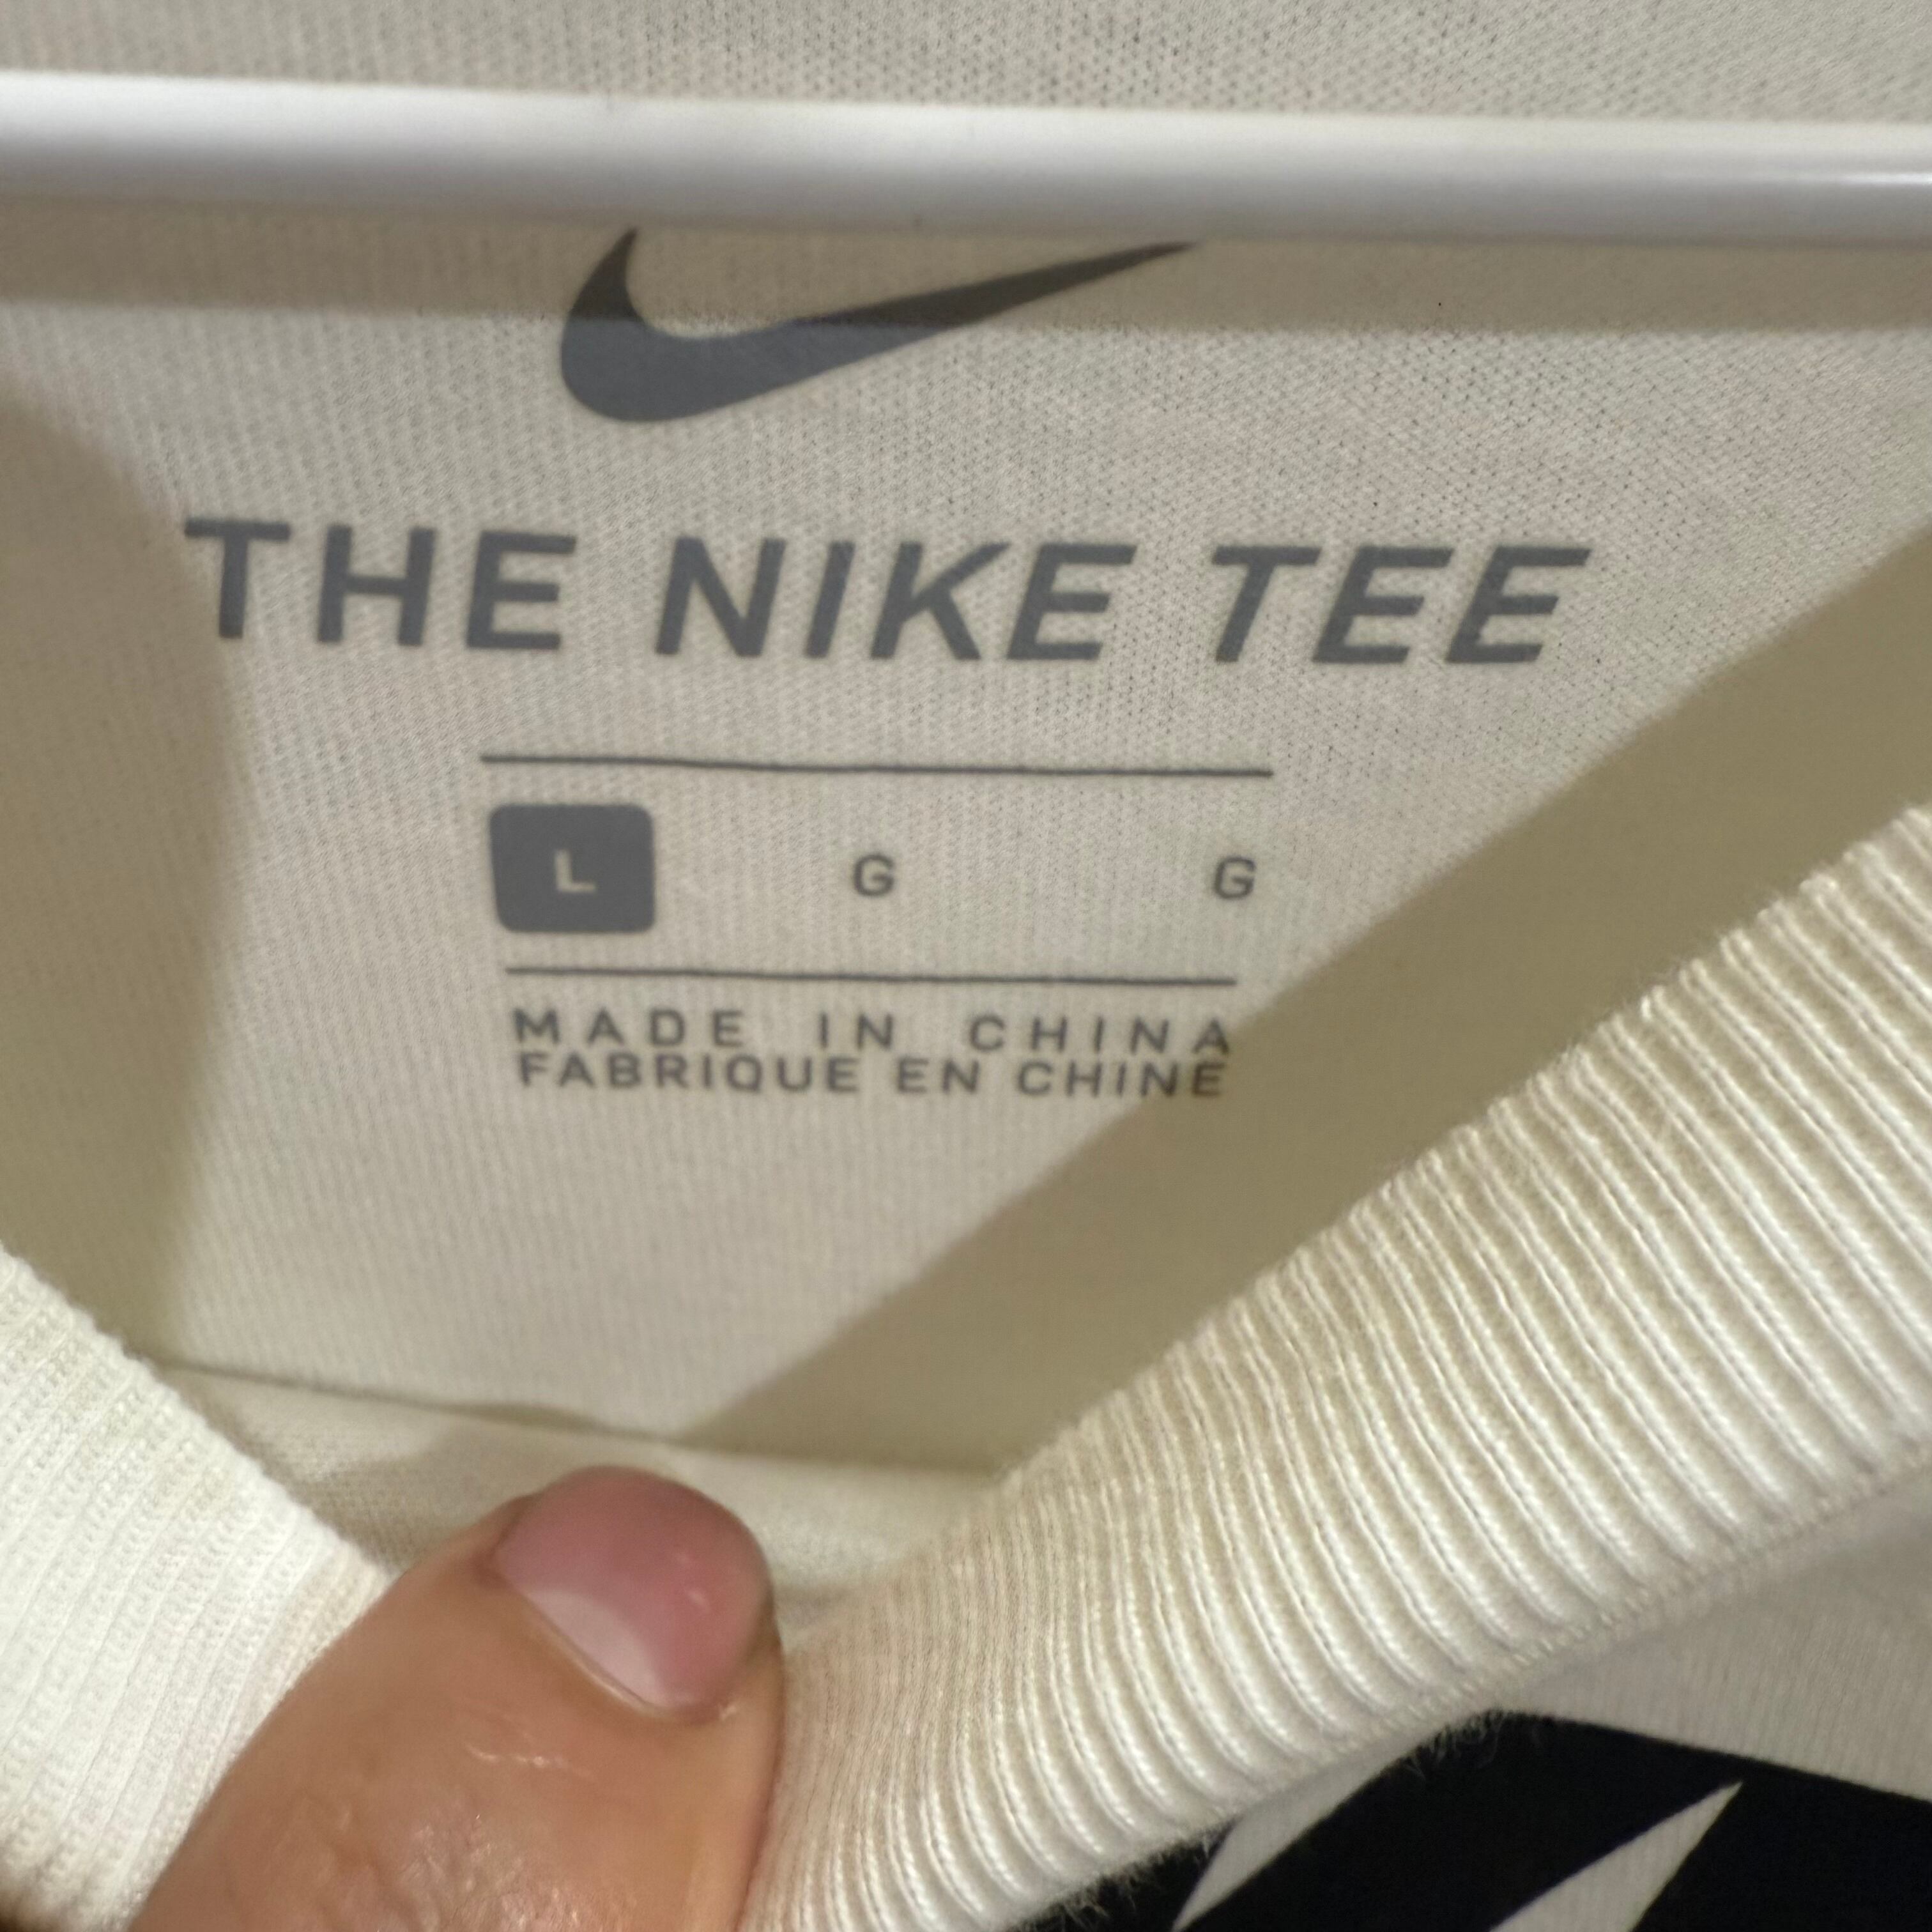 THE NIKE TEE
L G G
MADE IN CHINA
FABRIQUE EN CHINE